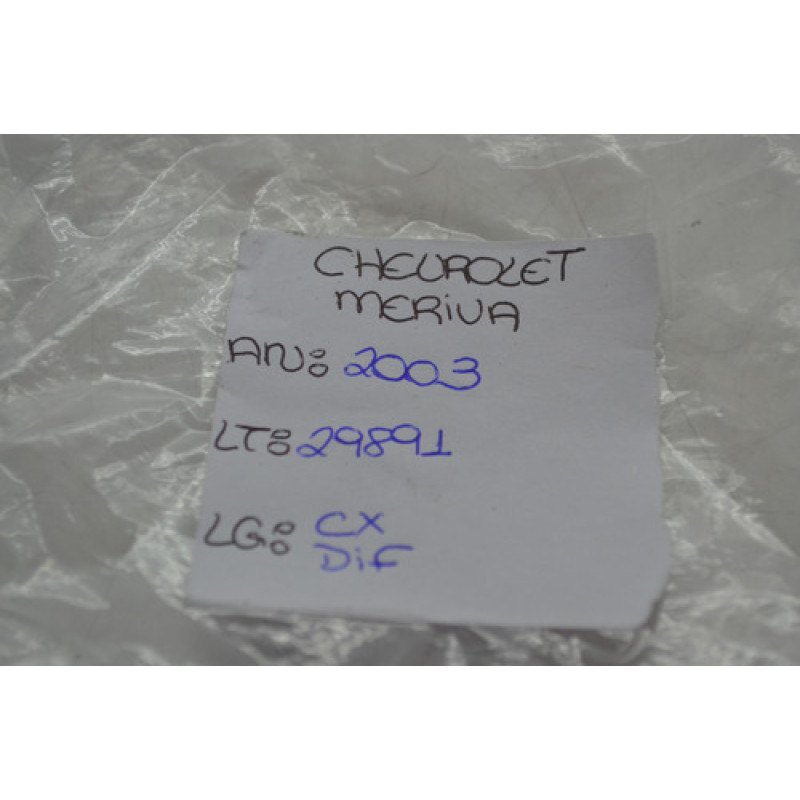 CHEVROLET
MERIVA
AN: 2003
LT: 29891
LG: CX
DiF